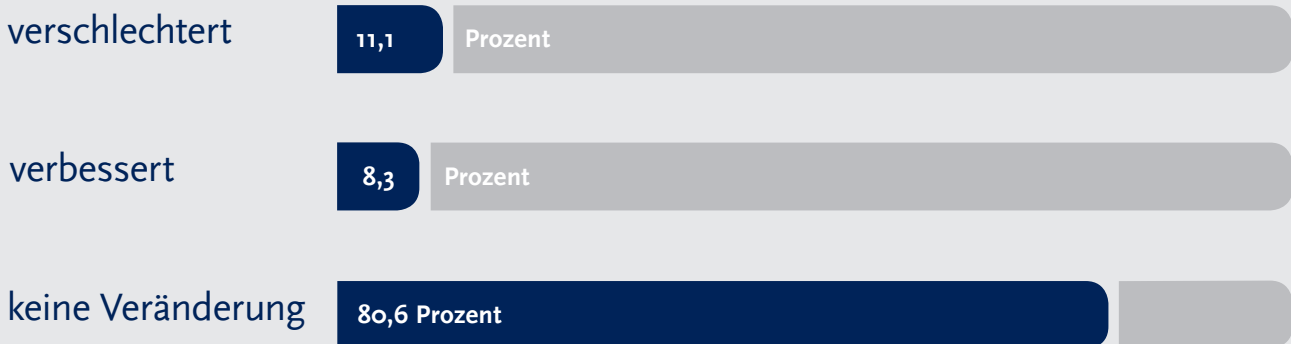 verschlechtert 11,1 Prozent
verbessert 8,3 Prozent
keine Veränderung 80,6 Prozent